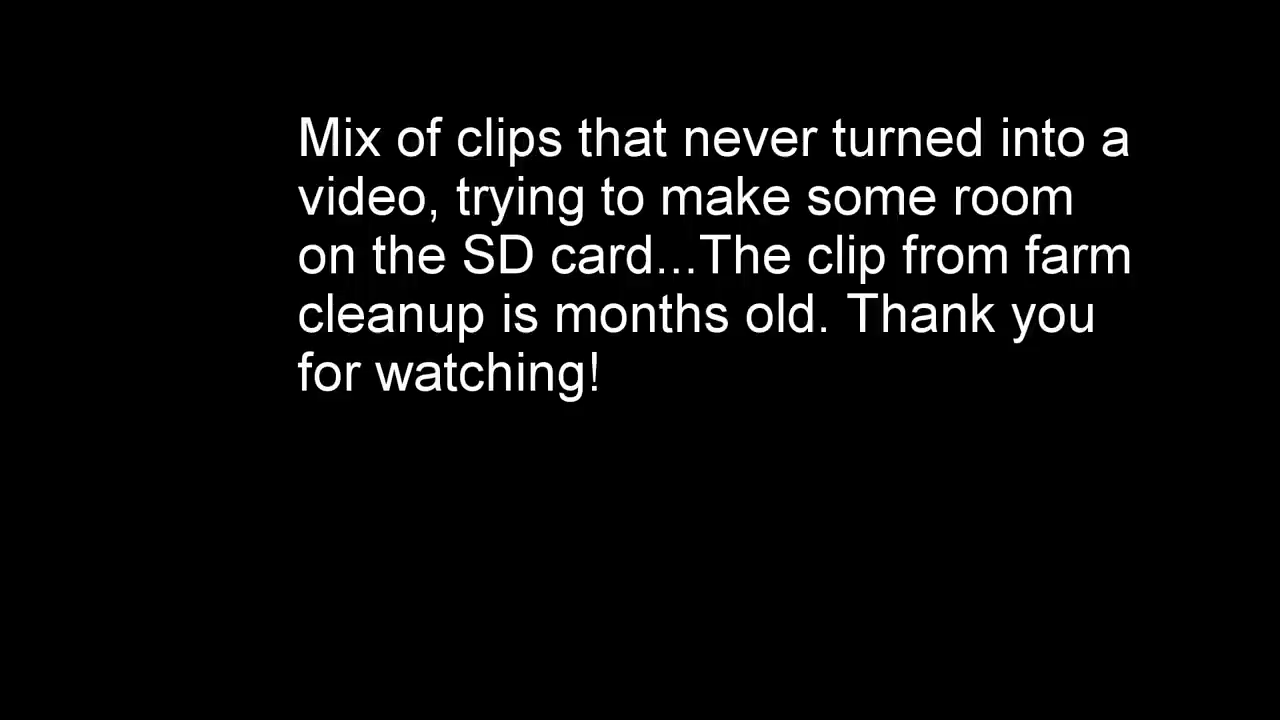 Mix of clips that never turned into a
video, trying to make some room
on the SD card...The clip from farm
cleanup is months old. Thank you
for watching!